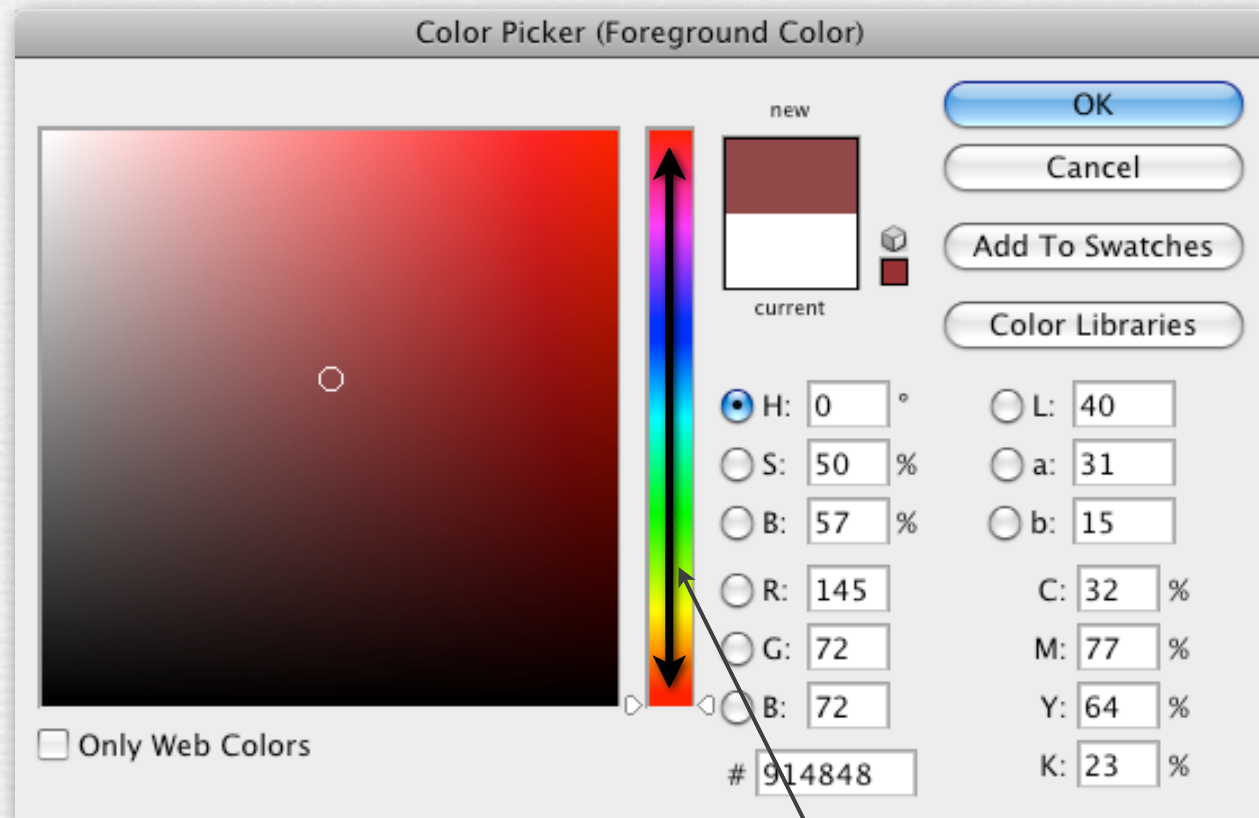 Color Picker (Foreground Color)
new
current
OK
Cancel
Add To Swatches
Color Libraries
H: 0 °
S: 50 %
B: 57 %
R: 145
G: 72
B: 72
# 914848
L: 40
a: 31
b: 15
C: 32 %
M: 77 %
Y: 64 %
K: 23 %
Only Web Colors